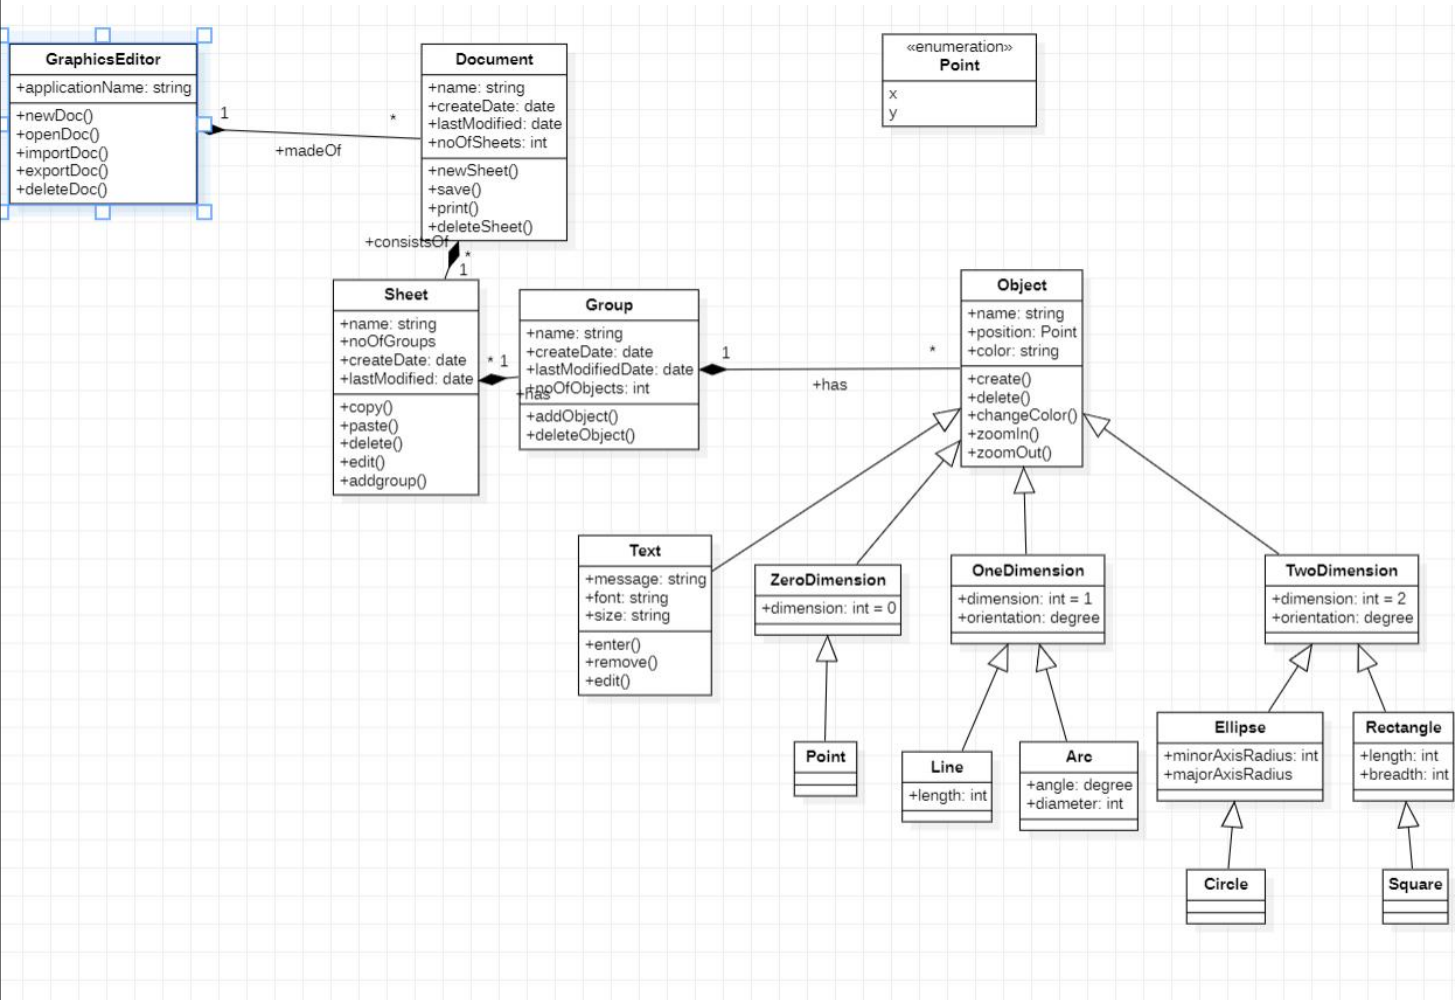 GraphicsEditor
+applicationName: string
+newDoc()
+openDoc()
+importDoc()
+exportDoc()
+deleteDoc()
1
*
+madeOf
Document
+name: string
+createDate: date
+lastModified: date
+noOfSheets: int
+newSheet()
+save()
+print()
+deleteSheet()
«enumeration»
Point
x
y
+consistsOf
*
1
Sheet
+name: string
+noOfGroups
+createDate: date
+lastModified: date
+copy()
+paste()
+delete()
+edit()
+addgroup()
* 1
+has
Group
+name: string
+createDate: date
+lastModifiedDate: date
+noOfObjects: int
+addObject()
+deleteObject()
1
*
+has
Object
+name: string
+position: Point
+color: string
+create()
+delete()
+changeColor()
+zoomIn()
+zoomOut()
Text
+message: string
+font: string
+size: string
+enter()
+remove()
+edit()
ZeroDimension
+dimension: int = 0
OneDimension
+dimension: int = 1
+orientation: degree
TwoDimension
+dimension: int = 2
+orientation: degree
Point
Line
+length: int
Arc
+angle: degree
+diameter: int
Ellipse
+minorAxisRadius: int
+majorAxisRadius
Rectangle
+length: int
+breadth: int
Circle
Square